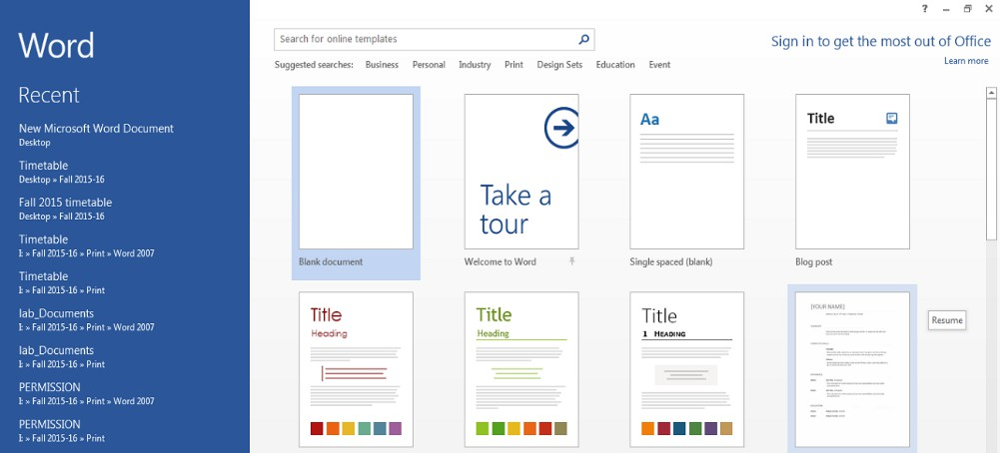 ?
Word
Recent
New Microsoft Word Document
Desktop
Timetable
Desktop » Fall 2015-16
Fall 2015 timetable
Desktop » Fall 2015-16
Timetable
I: » Fall 2015-16 » Print » Word 2007
Timetable
I: » Fall 2015-16 » Print
lab_Documents
I: » Fall 2015-16 » Print » Word 2007
lab_Documents
I: » Fall 2015-16 » Print
PERMISSION
I: » Fall 2015-16 » Print » Word 2007
PERMISSION
I: » Fall 2015-16 » Print
Search for online templates
Sign in to get the most out of Office
Learn more
Suggested searches: Business Personal Industry Print Design Sets Education Event
Take a
tour
Aa
Title
Blank document
Welcome to Word
Single spaced (blank)
Blog post
Title
Heading
Title
Heading
Title
1 HEADING
[YOUR NAME]
Resume